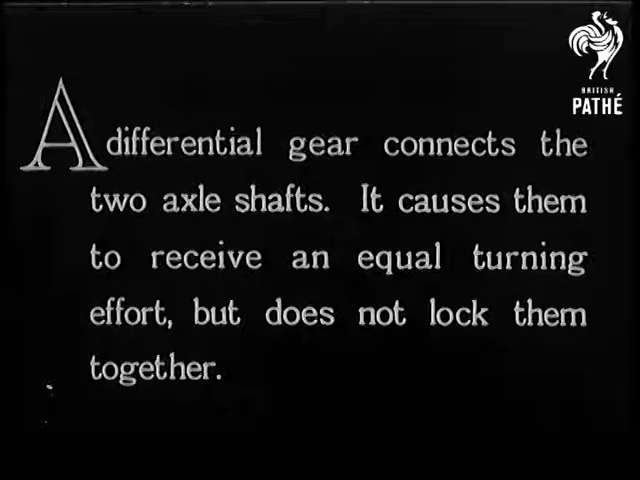 BRITISH
PATHÉ
A differential gear connects the
two axle shafts. It causes them
to receive an equal turning
effort, but does not lock them
together.